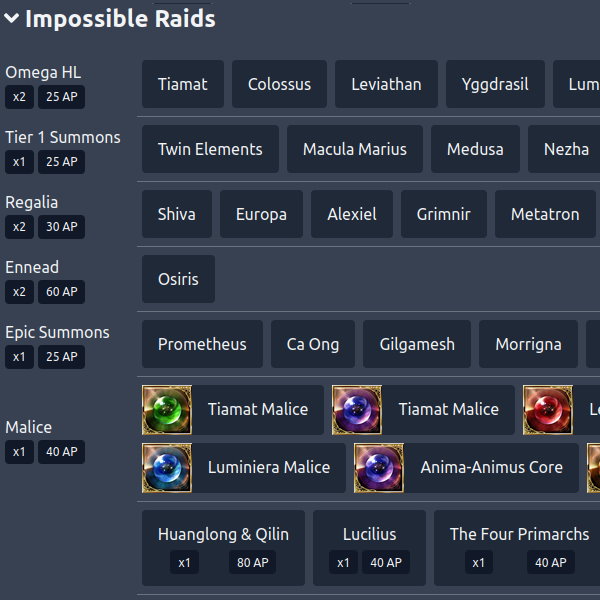 Impossible Raids
Omega HL
x2 25 AP
Tiamat Colossus Leviathan Yggdrasil Lum
Tier 1 Summons
x1 25 AP
Twin Elements Macula Marius Medusa Nezha
Regalia
x2 30 AP
Shiva Europa Alexiel Grimnir Metatron
Ennead
x2 60 AP
Osiris
Epic Summons
x1 25 AP
Prometheus Ca Ong Gilgamesh Morrigna
Malice
x1 40 AP
Tiamat Malice Tiamat Malice Le
Luminiera Malice Anima-Animus Core
Huanglong & Qilin Lucilius The Four Primarchs
x1 80 AP x1 40 AP x1 40 AP